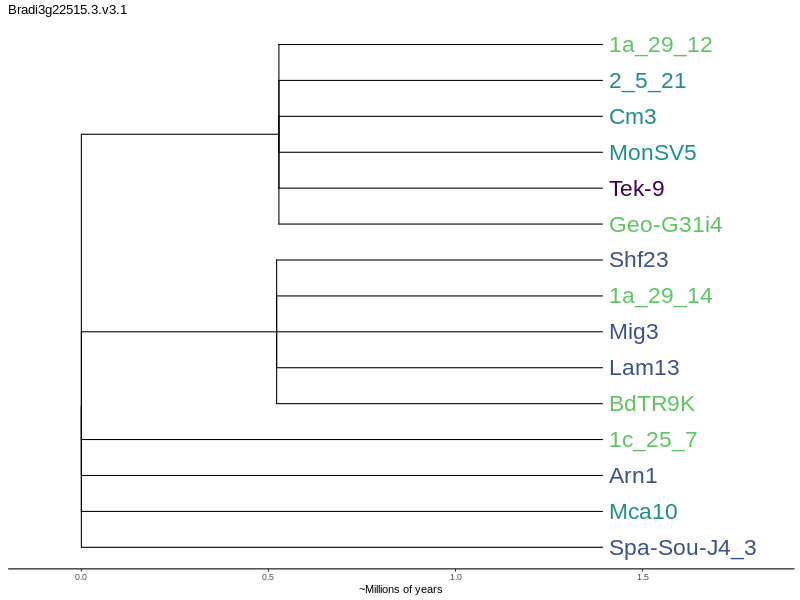 Bradi3g22515.3.v3.1
1a_29_12
2_5_21
Cm3
MonSV5
Tek-9
Geo-G31i4
Shf23
1a_29_14
Mig3
Lam13
BdTR9K
1c_25_7
Arn1
Mca10
Spa-Sou-J4_3
0.0 0.5 1.0 1.5
~Millions of years